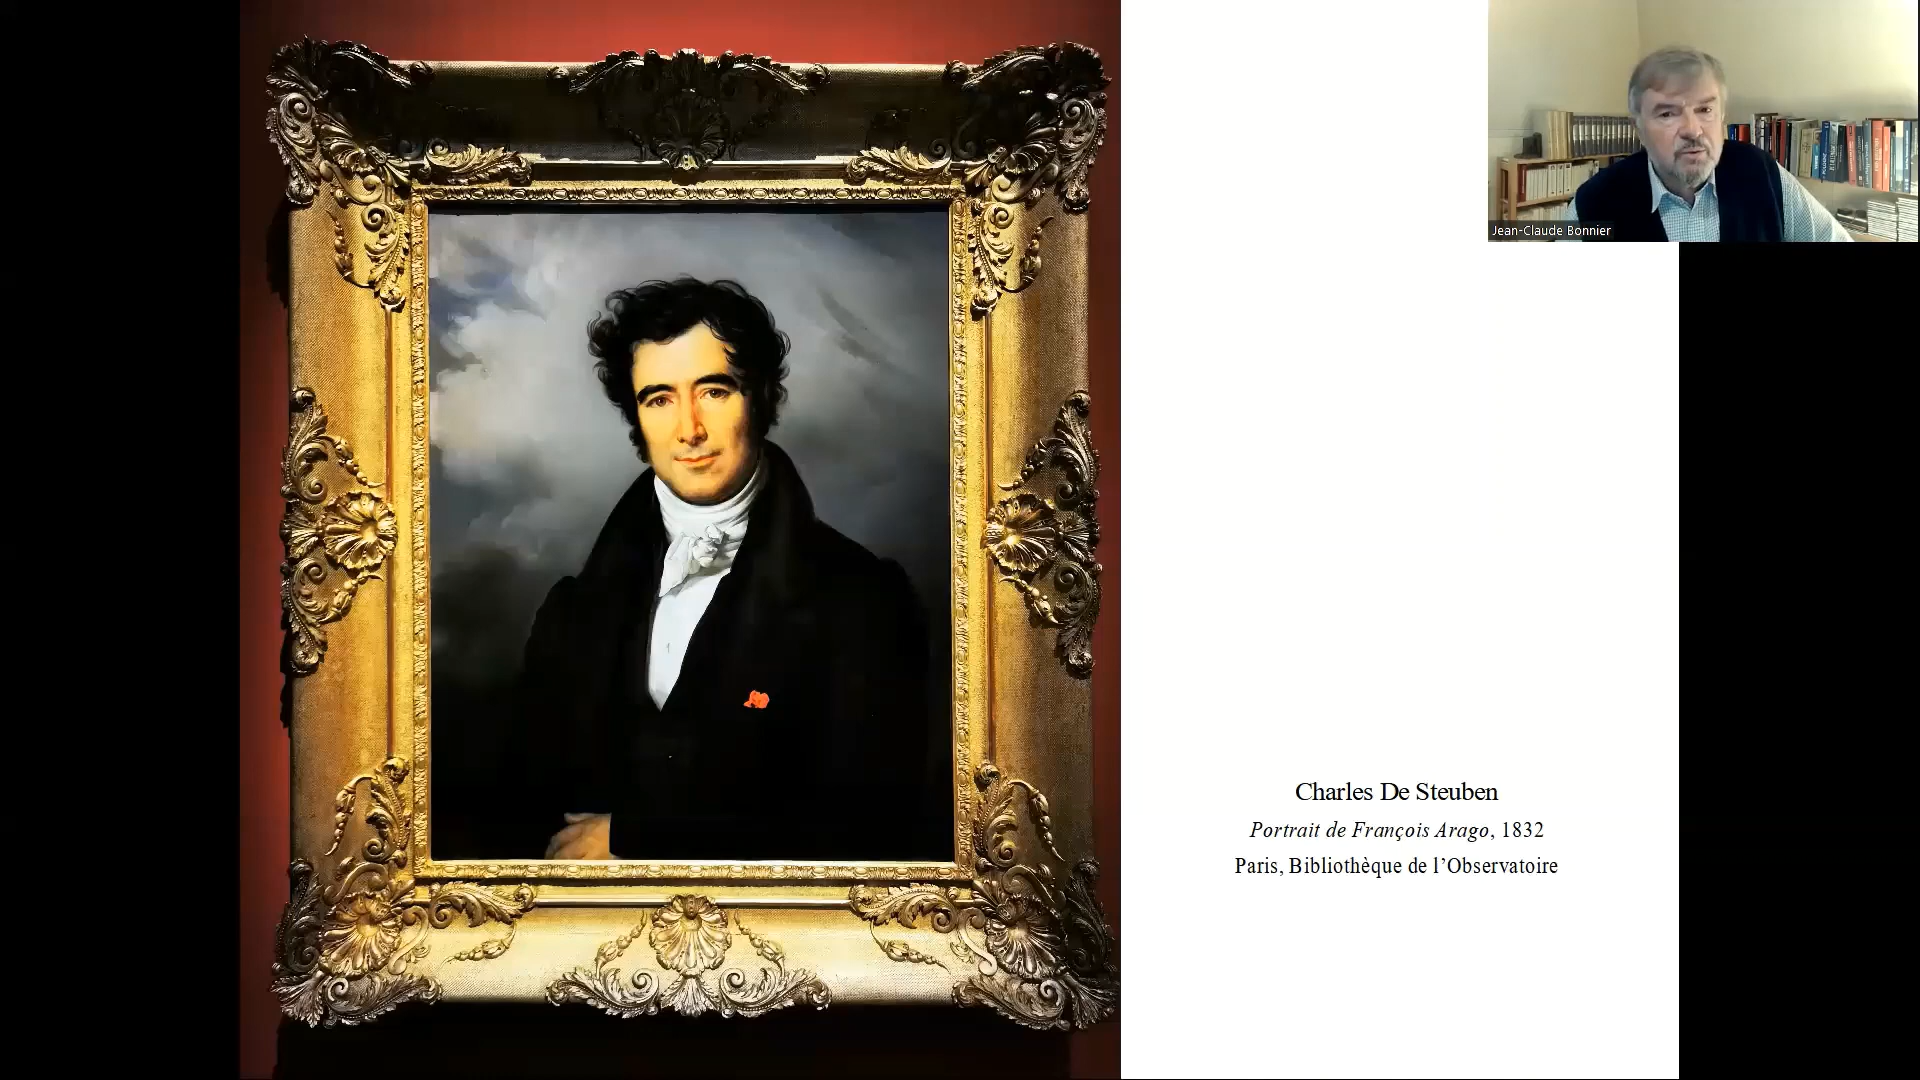 Jean-Claude Bonnier
Charles De Steuben
Portrait de François Arago, 1832
Paris, Bibliothèque de l’Observatoire